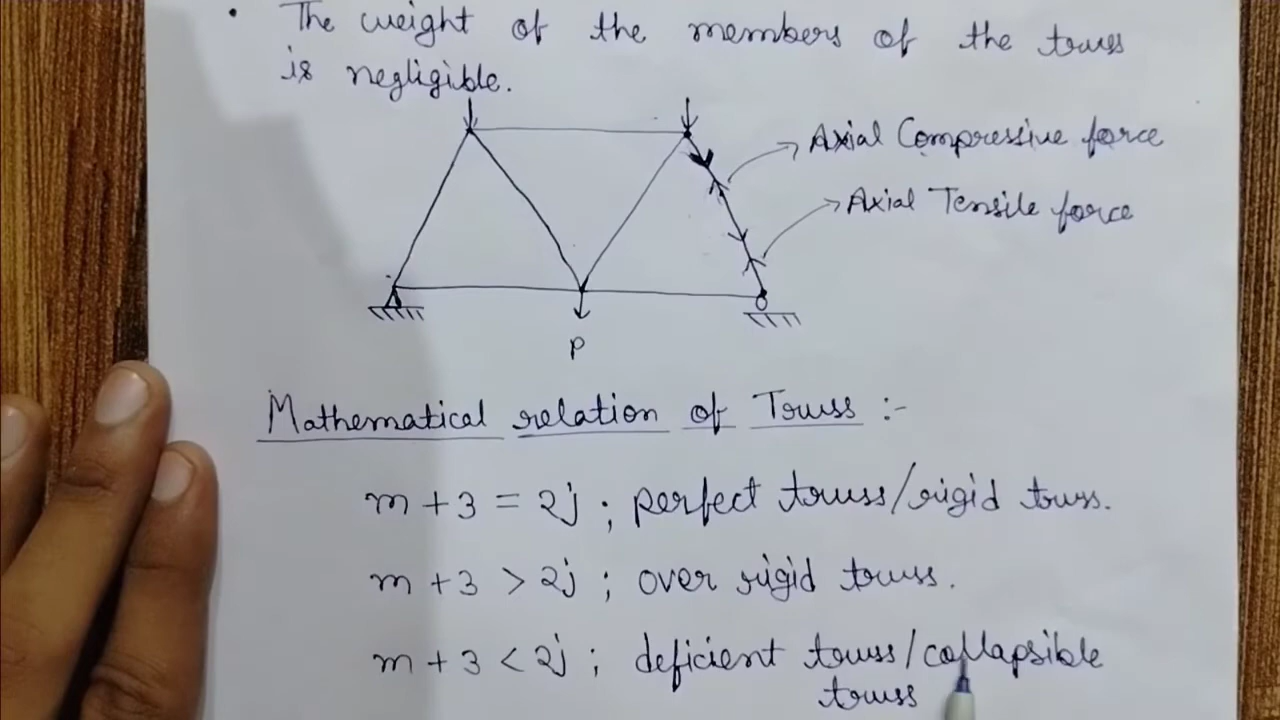 • The weight of the members of the truss
is negligible.
Axial Compressive force
Axial Tensile force
P
Mathematical relation of Truss :-
m + 3 = 2j ; perfect truss/rigid truss.
m + 3 > 2j ; over rigid truss.
m + 3 < 2j ; deficient truss/collapsible
truss